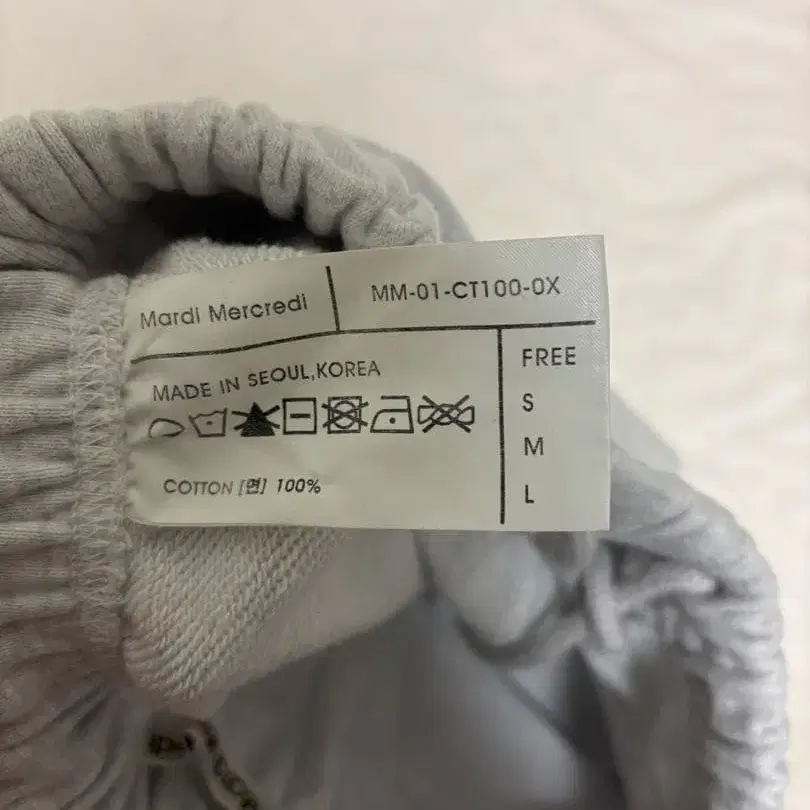 Mardi Mercredi
MM-01-CT100-0X
MADE IN SEOUL,KOREA
COTTON [면] 100%
FREE
S
M
L